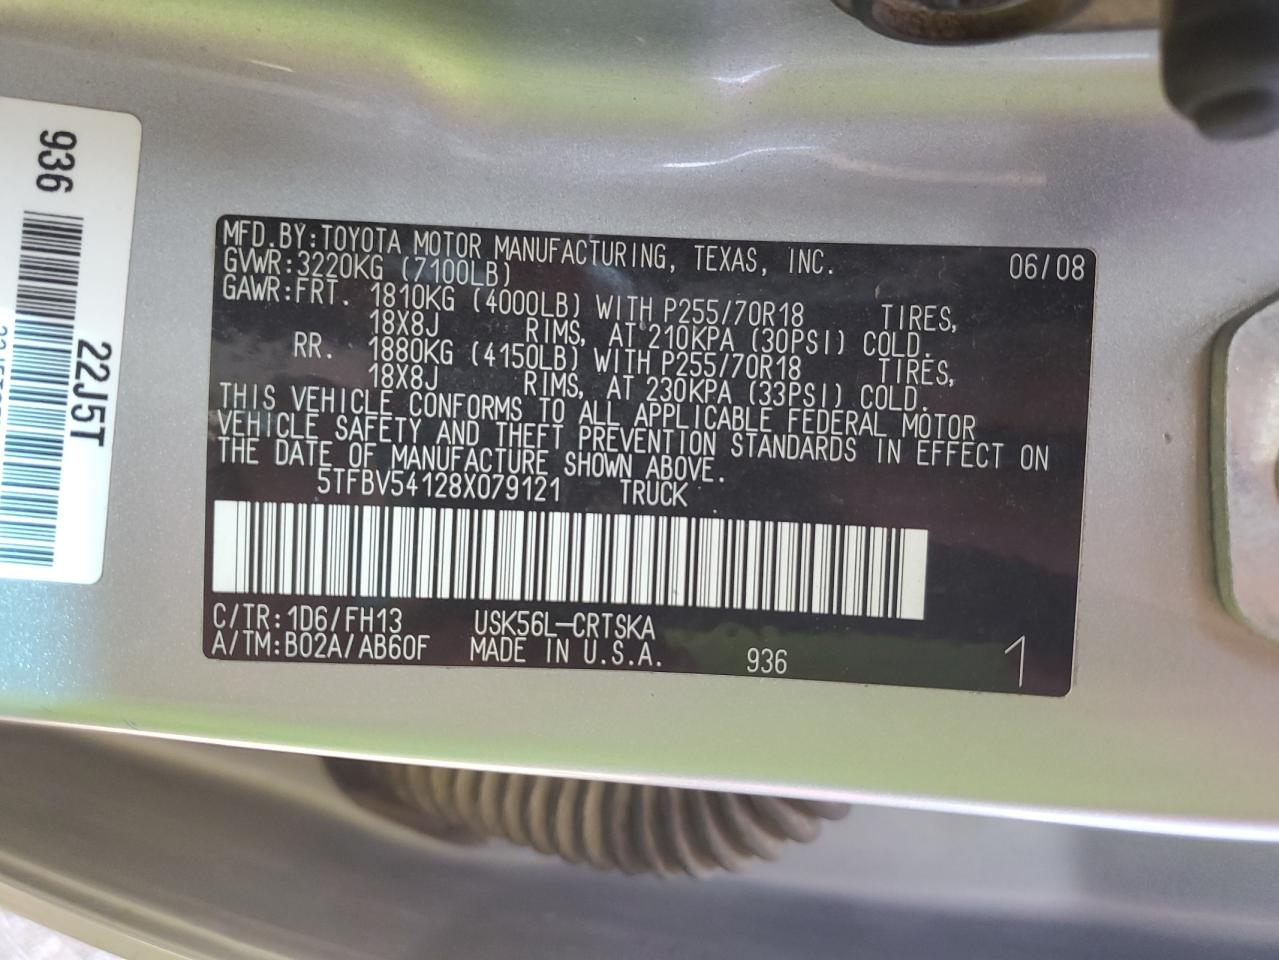 MFD.BY:TOYOTA MOTOR MANUFACTURING, TEXAS, INC. 06/08
GVWR:3220KG (7100LB)
GAWR:FRT. 1810KG (4000LB) WITH P255/70R18 TIRES,
18X8J RIMS, AT 210KPA (30PSI) COLD.
RR. 1880KG (4150LB) WITH P255/70R18 TIRES,
18X8J RIMS, AT 230KPA (33PSI) COLD.
THIS VEHICLE CONFORMS TO ALL APPLICABLE FEDERAL MOTOR
VEHICLE SAFETY AND THEFT PREVENTION STANDARDS IN EFFECT ON
THE DATE OF MANUFACTURE SHOWN ABOVE.
5TFBV54128X079121 TRUCK
C/TR:1D6/FH13 USK56L-CRTSKA
A/TM:B02A/AB60F MADE IN U.S.A. 936 1
936
22J5T